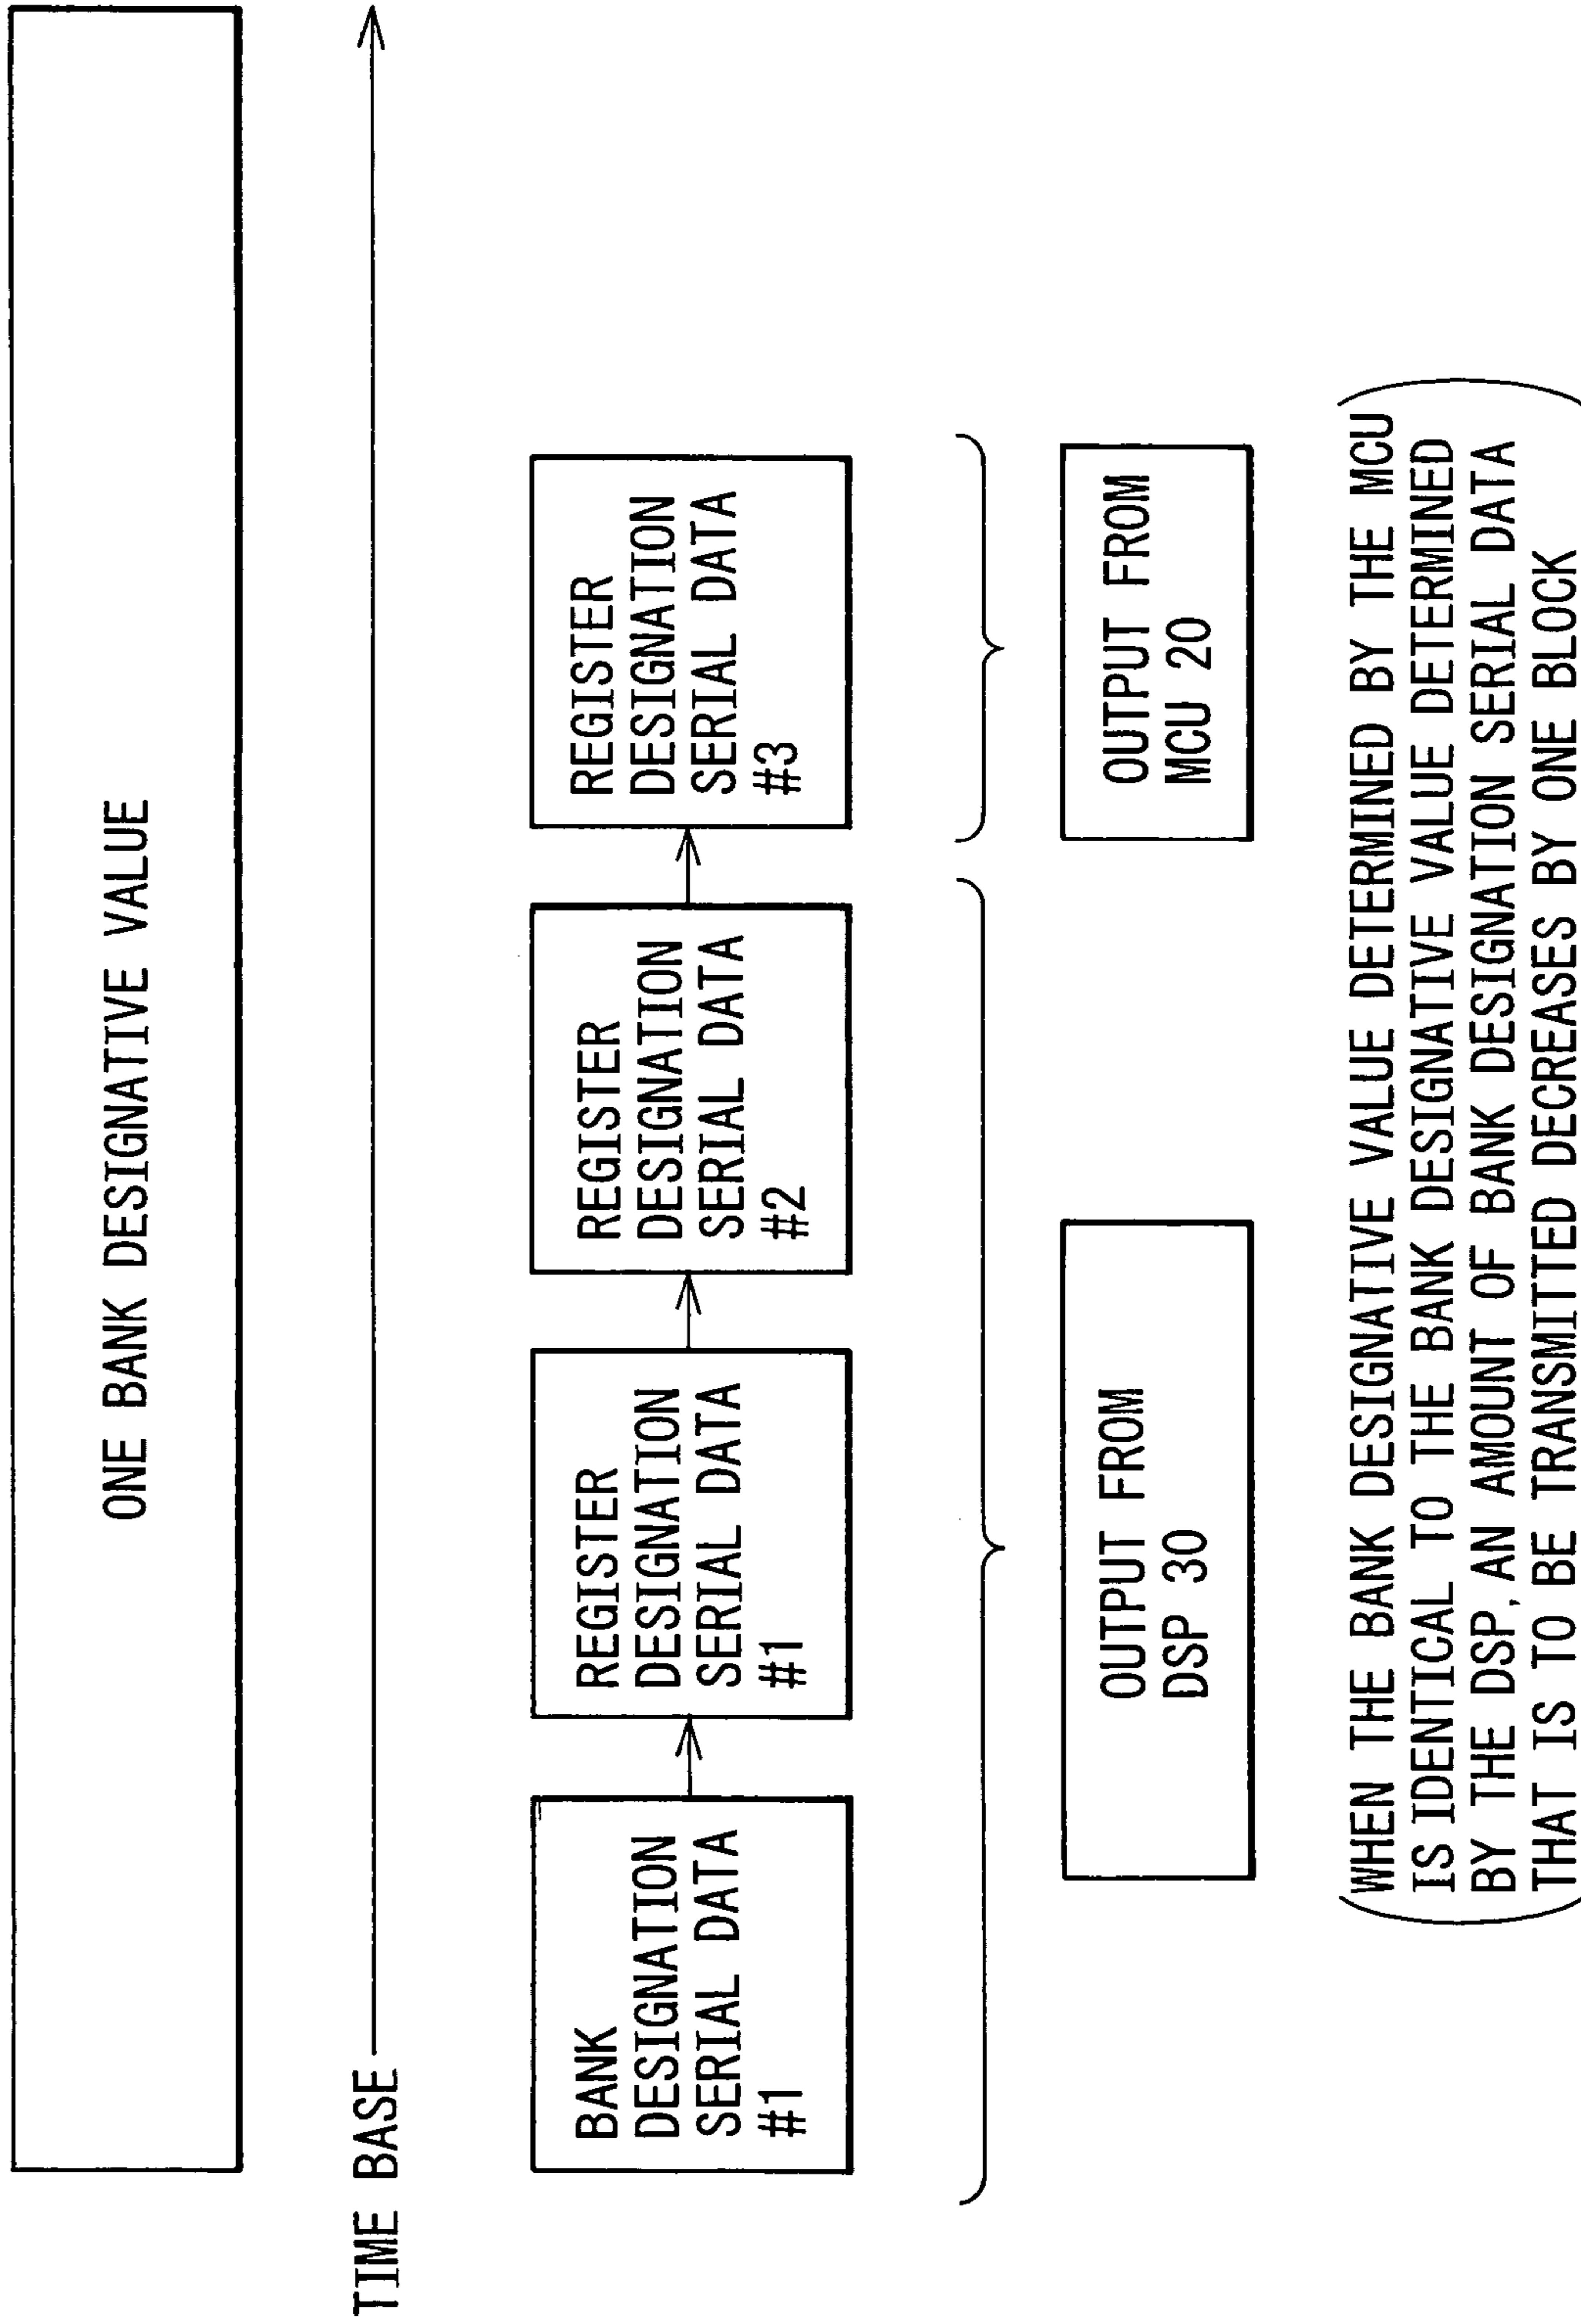 ONE BANK DESIGNATIVE VALUE
TIME BASE
BANK
DESIGNATION
SERIAL DATA
#1
REGISTER
DESIGNATION
SERIAL DATA
#1
REGISTER
DESIGNATION
SERIAL DATA
#2
REGISTER
DESIGNATION
SERIAL DATA
#3
OUTPUT FROM
DSP 30
OUTPUT FROM
MCU 20
WHEN THE BANK DESIGNATIVE VALUE DETERMINED BY THE MCU
IS IDENTICAL TO THE BANK DESIGNATIVE VALUE DETERMINED
BY THE DSP, AN AMOUNT OF BANK DESIGNATION SERIAL DATA
THAT IS TO BE TRANSMITTED DECREASES BY ONE BLOCK